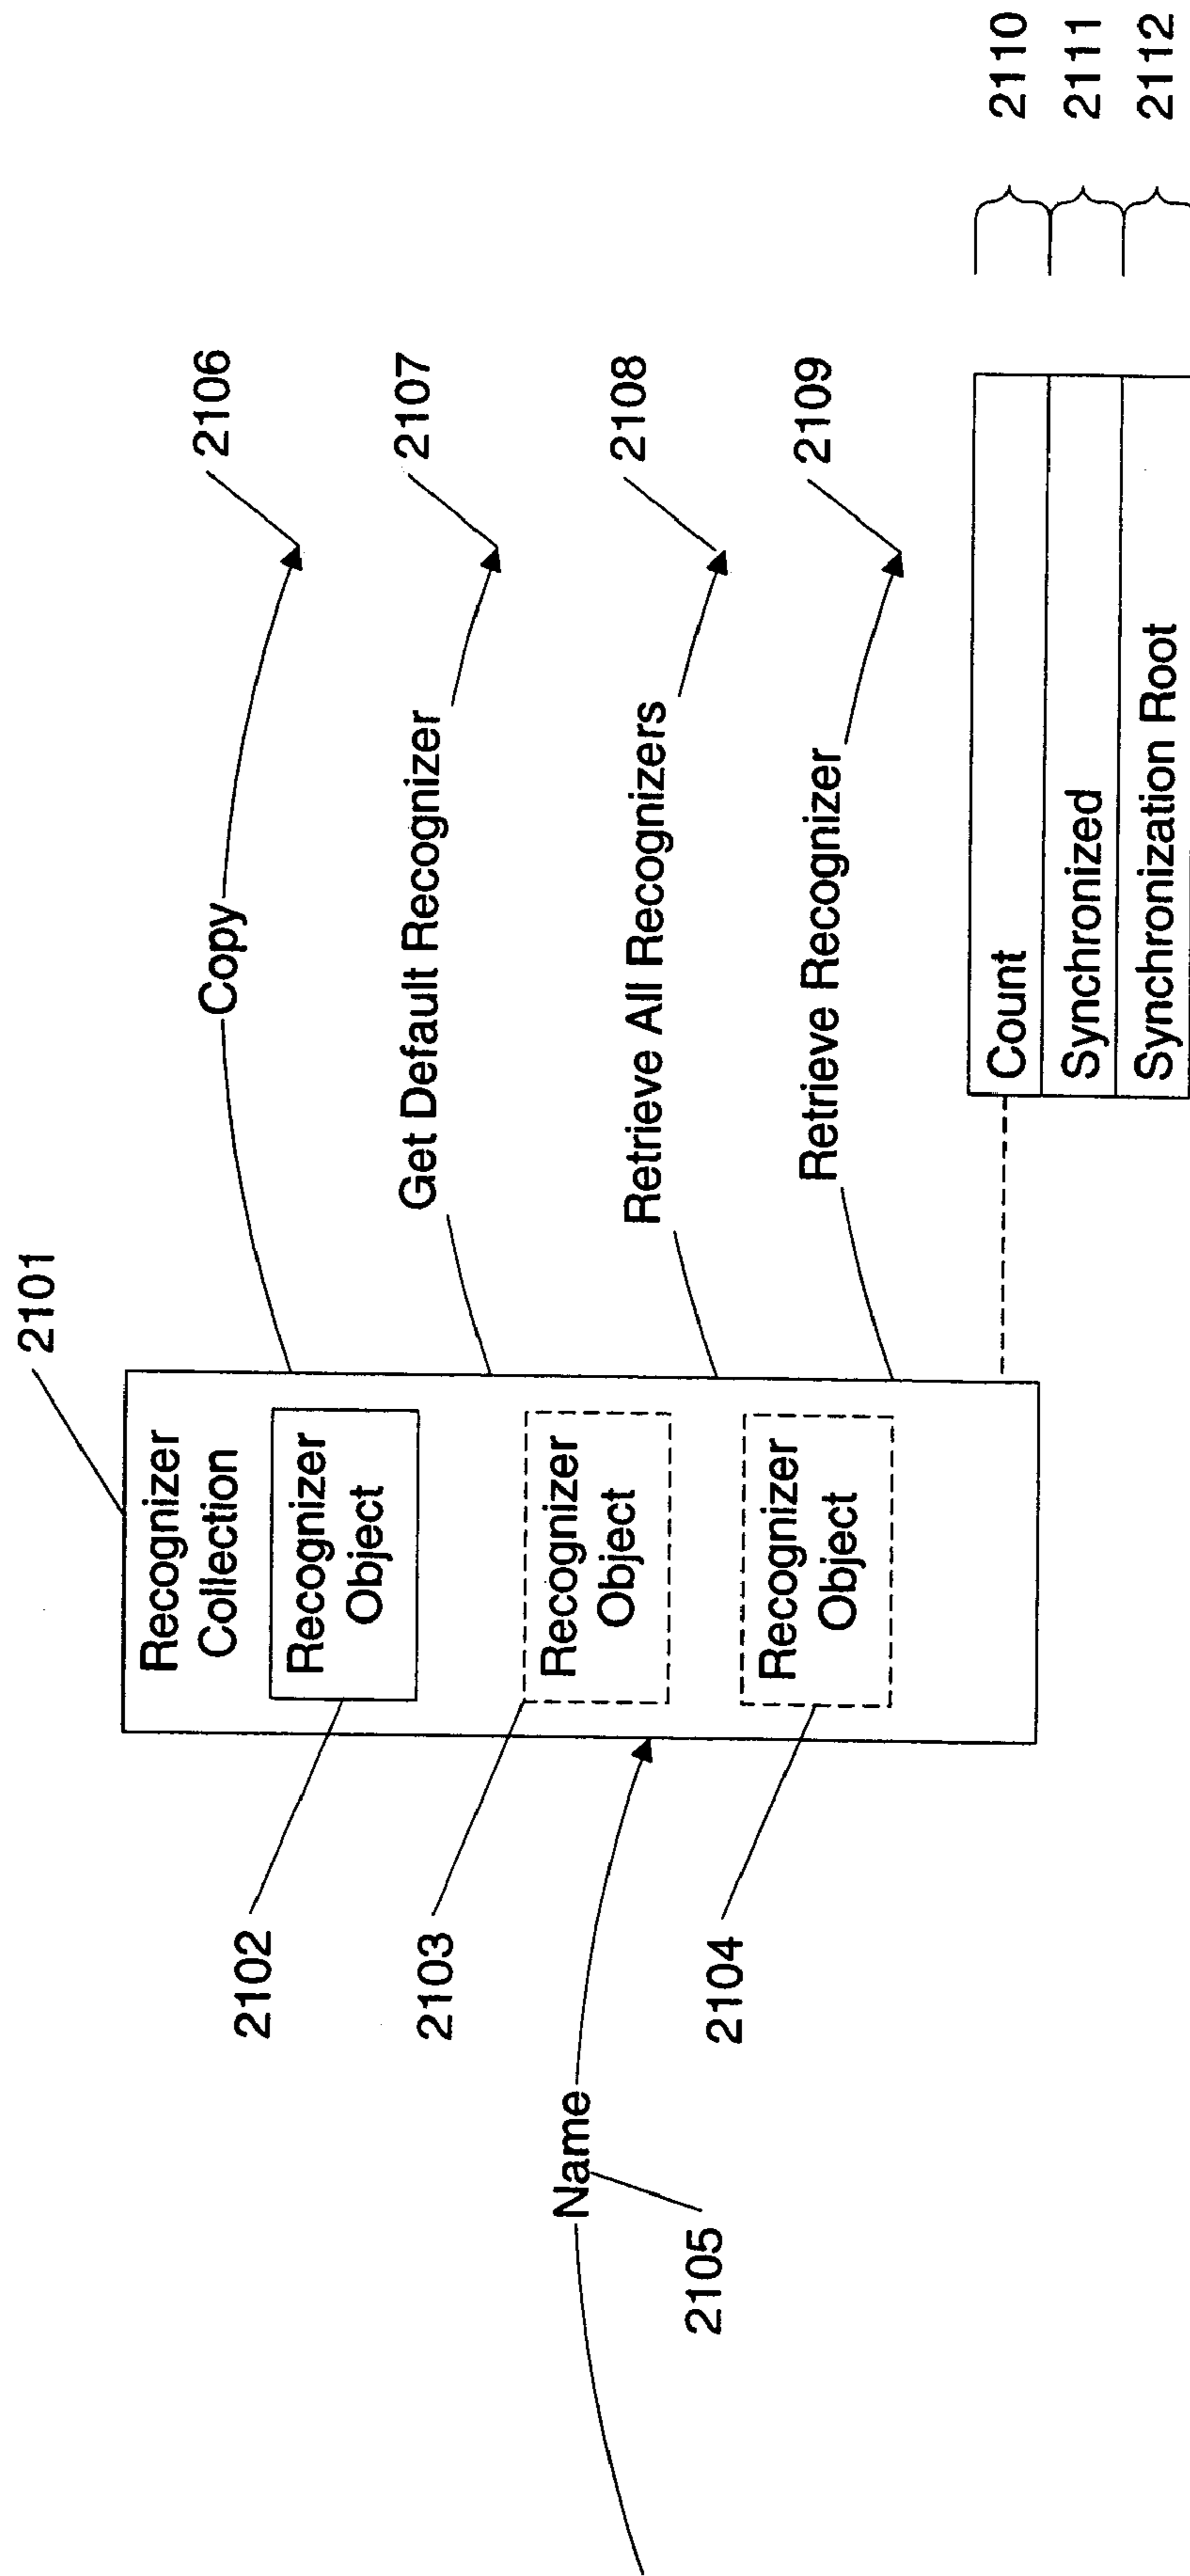 2101
Recognizer
Collection
Recognizer
Object
Recognizer
Object
Recognizer
Object
2102
2103
2104
Name
2105
Copy
2106
Get Default Recognizer
2107
Retrieve All Recognizers
2108
Retrieve Recognizer
2109
Count
2110
Synchronized
2111
Synchronization Root
2112